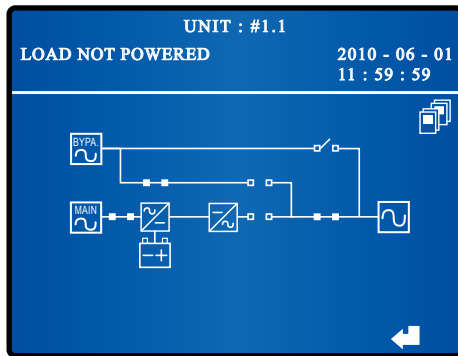 UNIT : #1.1
LOAD NOT POWERED
2010 - 06 - 01
11 : 59 : 59
BYPA.
MAIN